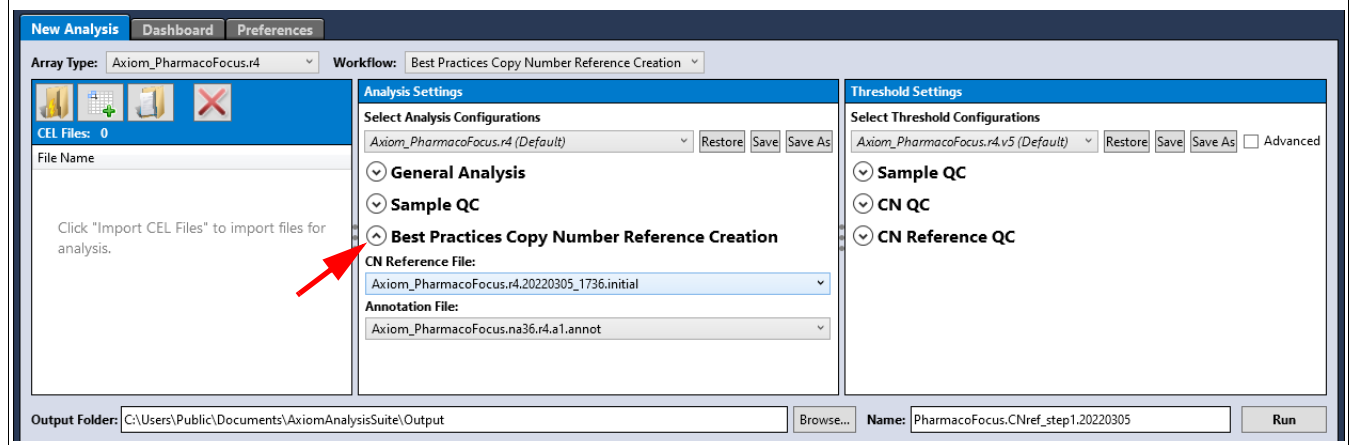 New Analysis Dashboard Preferences
Array Type: Axiom_PharmacoFocus.r4 Workflow: Best Practices Copy Number Reference Creation
CEL Files: 0
File Name
Click "Import CEL Files" to import files for
analysis.
Analysis Settings
Select Analysis Configurations
Axiom_PharmacoFocus.r4 (Default) Restore Save Save As
General Analysis
Sample QC
Best Practices Copy Number Reference Creation
CN Reference File:
Axiom_PharmacoFocus.r4.20220305_1736.initial
Annotation File:
Axiom_PharmacoFocus.na36.r4.a1.annot
Threshold Settings
Select Threshold Configurations
Axiom_PharmacoFocus.r4.v5 (Default) Restore Save Save As Advanced
Sample QC
CN QC
CN Reference QC
Output Folder: C:\Users\Public\Documents\AxiomAnalysisSuite\Output Browse... Name: PharmacoFocus.CNref_step1.20220305 Run